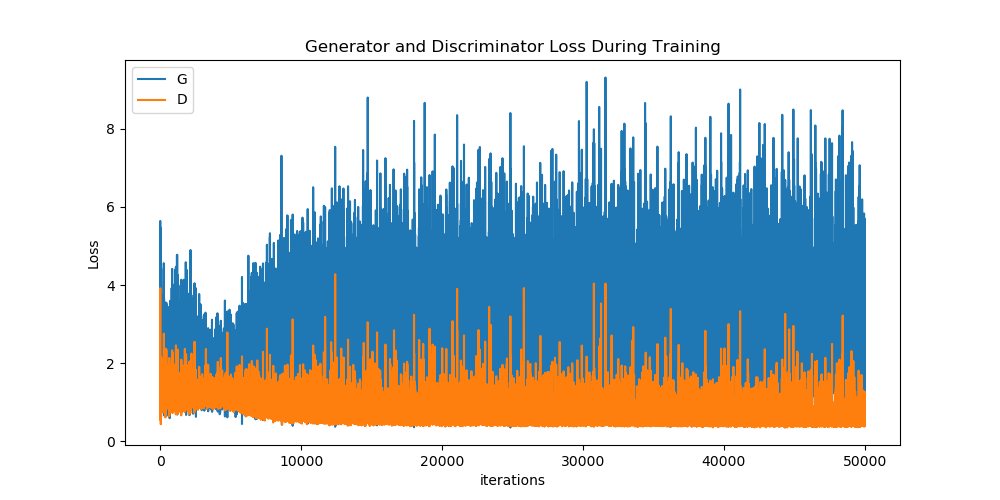 Generator and Discriminator Loss During Training
G
D
8
6
4
2
0
Loss
0 10000 20000 30000 40000 50000
iterations